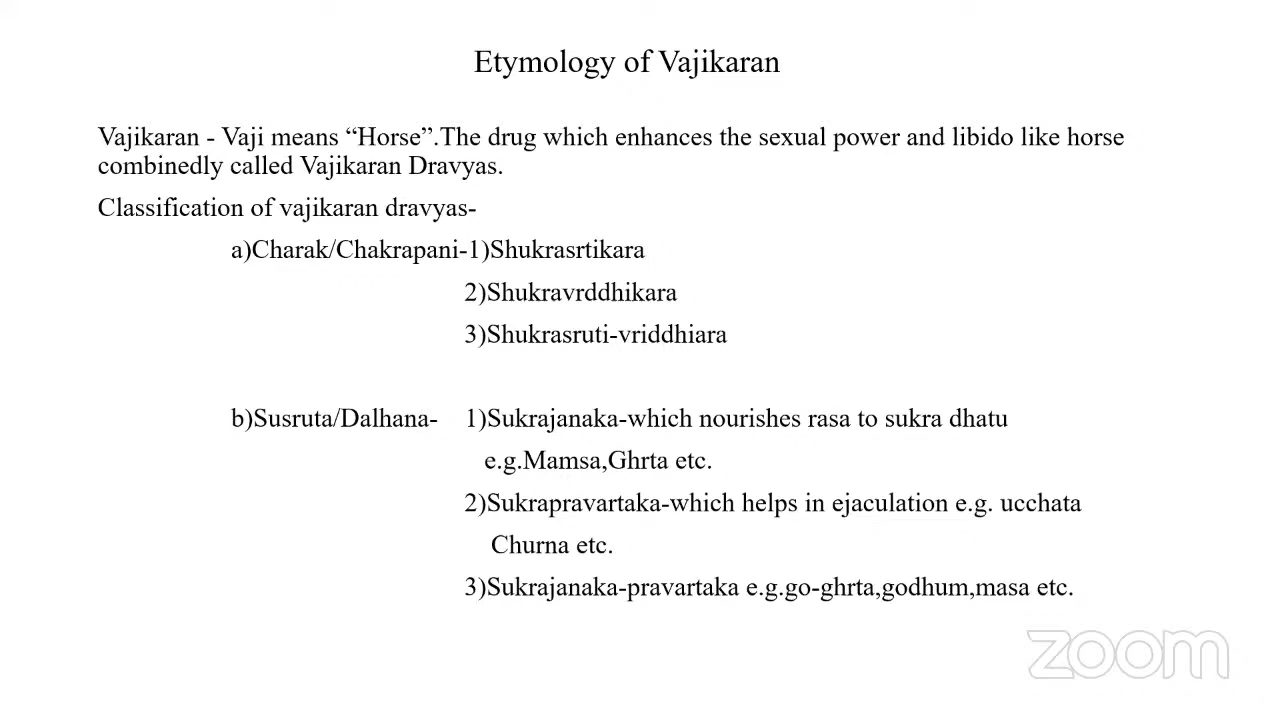 Etymology of Vajikaran
Vajikaran - Vaji means “Horse”.The drug which enhances the sexual power and libido like horse
combinedly called Vajikaran Dravyas.
Classification of vajikaran dravyas-
a)Charak/Chakrapani-1)Shukrasrtikara
2)Shukravrddhikara
3)Shukrasruti-vriddhiara
b)Susruta/Dalhana- 1)Sukrajanaka-which nourishes rasa to sukra dhatu
e.g.Mamsa,Ghrta etc.
2)Sukrapravartaka-which helps in ejaculation e.g. ucchata
Churna etc.
3)Sukrajanaka-pravartaka e.g.go-ghrta,godhum,masa etc.
zoom